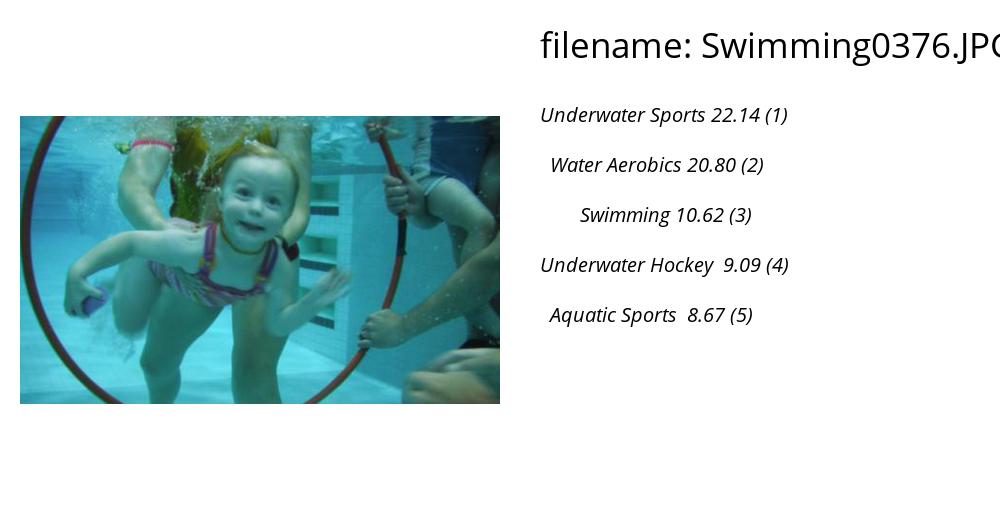 filename: Swimming0376.JPG
Underwater Sports 22.14 (1)
Water Aerobics 20.80 (2)
Swimming 10.62 (3)
Underwater Hockey 9.09 (4)
Aquatic Sports 8.67 (5)